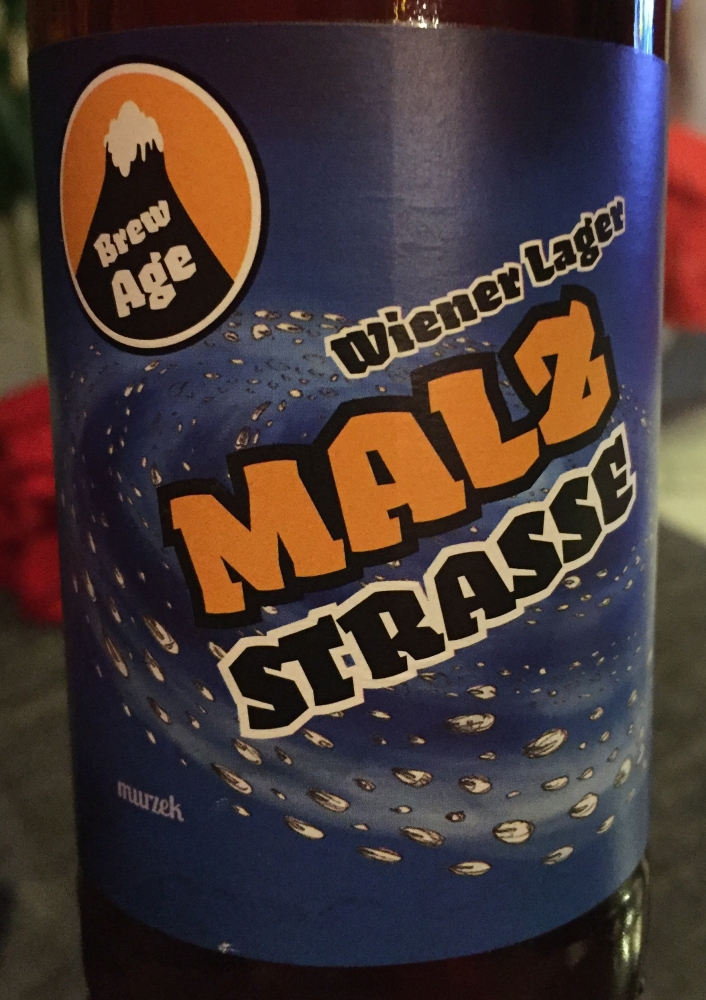 Brew
Age
Wiener Lager
MALZ
STRASSE
murzek